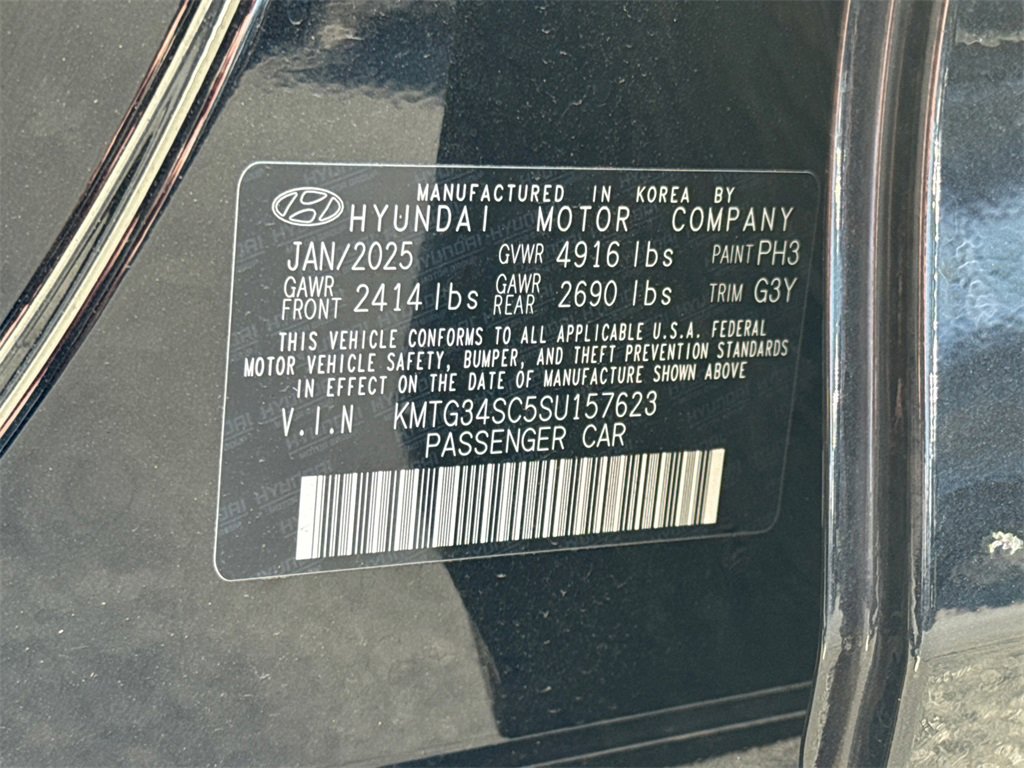 MANUFACTURED IN KOREA BY
HYUNDAI MOTOR COMPANY
JAN/2025 GVWR 4916 lbs PAINT PH3
GAWR FRONT 2414 lbs GAWR REAR 2690 lbs TRIM G3Y
THIS VEHICLE CONFORMS TO ALL APPLICABLE U.S.A. FEDERAL
MOTOR VEHICLE SAFETY, BUMPER, AND THEFT PREVENTION STANDARDS
IN EFFECT ON THE DATE OF MANUFACTURE SHOWN ABOVE
V.I.N KMTG34SC5SU157623
PASSENGER CAR